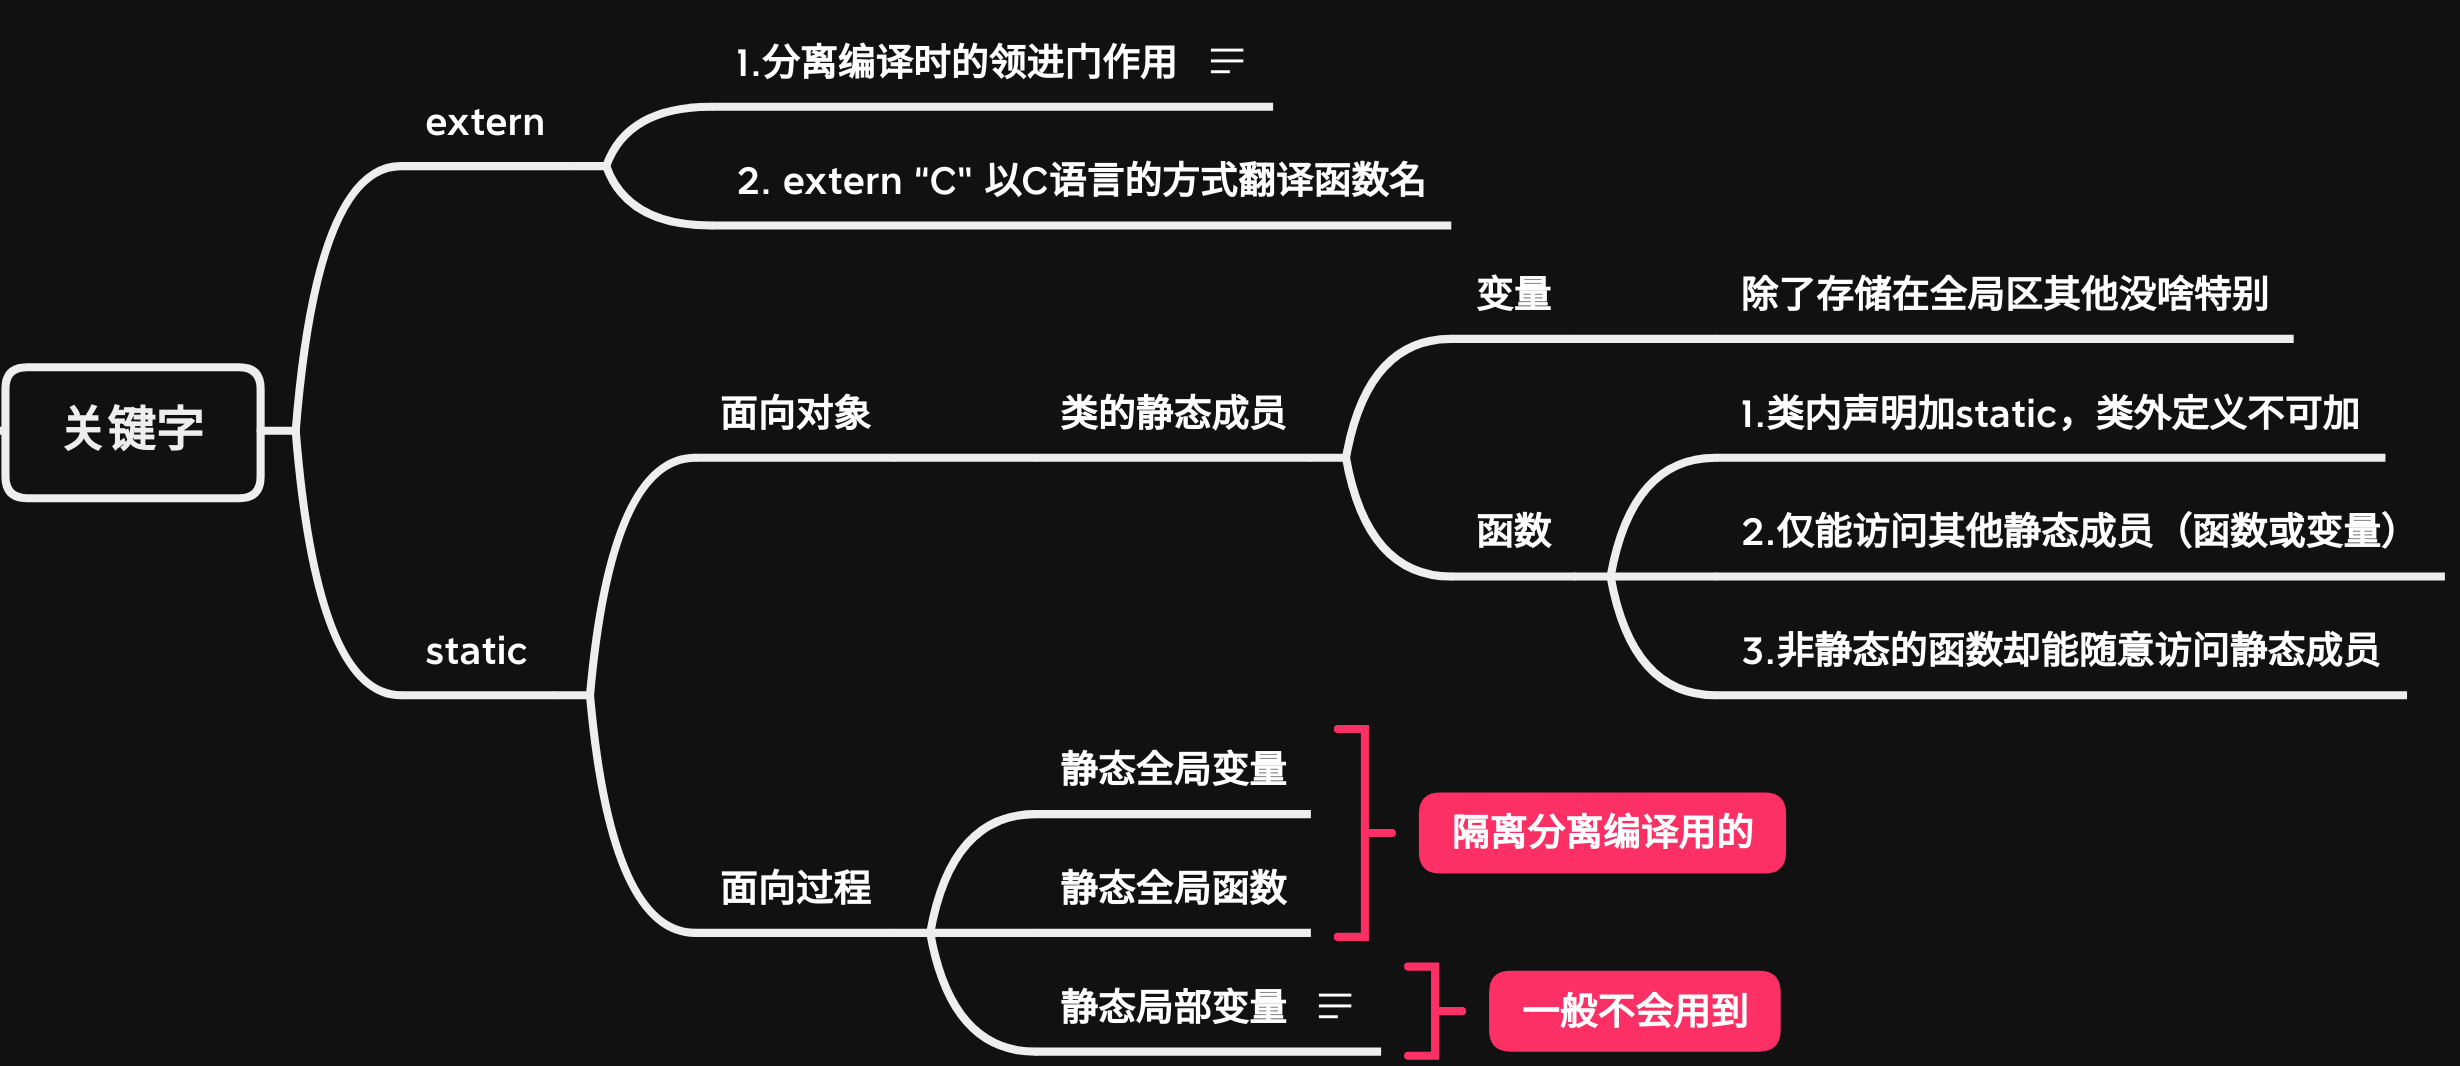 1.分离编译时的领进门作用
extern
2. extern "C" 以C语言的方式翻译函数名
变量
除了存储在全局区其他没啥特别
面向对象
类的静态成员
1.类内声明加static，类外定义不可加
关键字
函数
2.仅能访问其他静态成员（函数或变量）
static
3.非静态的函数却能随意访问静态成员
静态全局变量
隔离分离编译用的
面向过程
静态全局函数
静态局部变量
一般不会用到